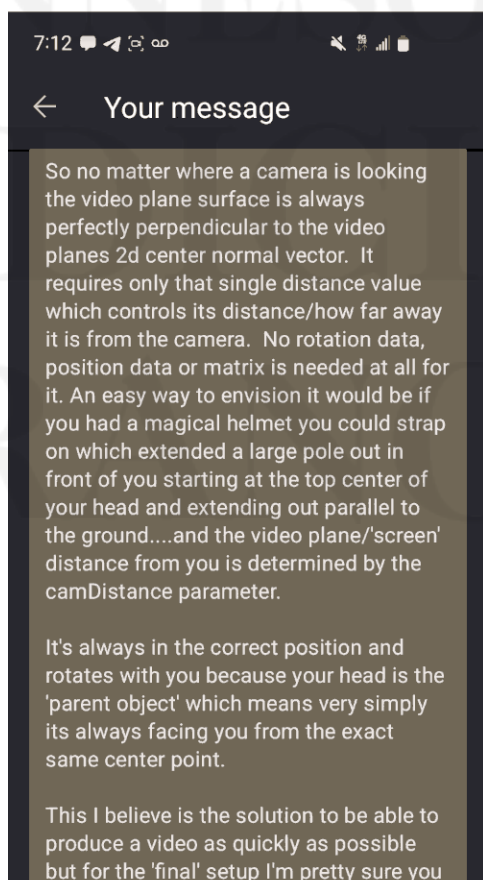 7:12
Your message
So no matter where a camera is looking
the video plane surface is always
perfectly perpendicular to the video
planes 2d center normal vector.  It
requires only that single distance value
which controls its distance/how far away
it is from the camera.  No rotation data,
position data or matrix is needed at all for
it. An easy way to envision it would be if
you had a magical helmet you could strap
on which extended a large pole out in
front of you starting at the top center of
your head and extending out parallel to
the ground....and the video plane/'screen'
distance from you is determined by the
camDistance parameter.
It's always in the correct position and
rotates with you because your head is the
'parent object' which means very simply
its always facing you from the exact
same center point.
This I believe is the solution to be able to
produce a video as quickly as possible
but for the 'final' setup I'm pretty sure you